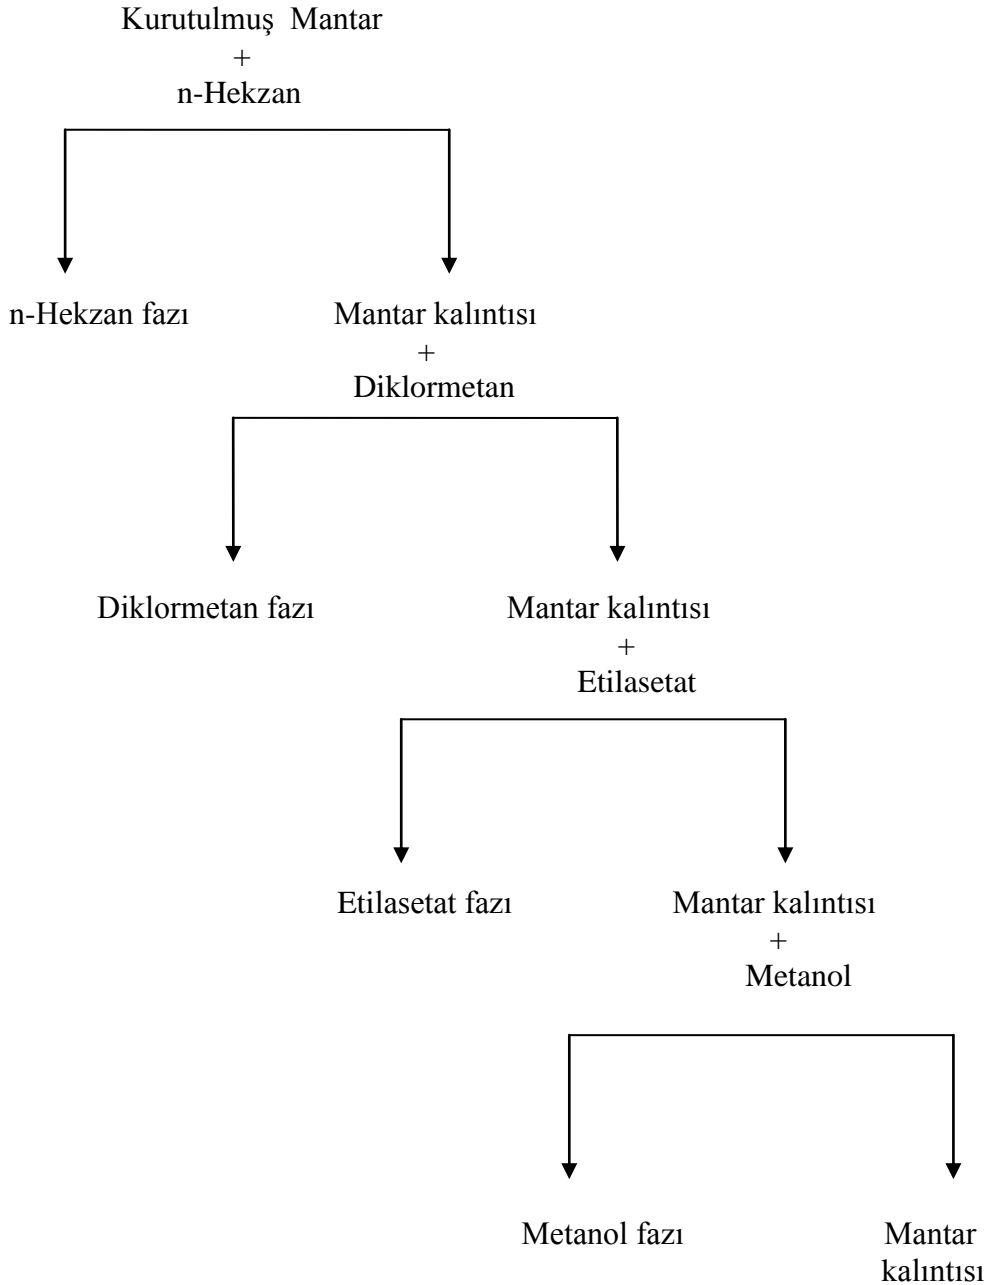 Kurutulmuş Mantar
+
n-Hekzan
n-Hekzan fazı
Mantar kalıntısı
+
Diklormetan
Diklormetan fazı
Mantar kalıntısı
+
Etilasetat
Etilasetat fazı
Mantar kalıntısı
+
Metanol
Metanol fazı
Mantar
kalıntısı